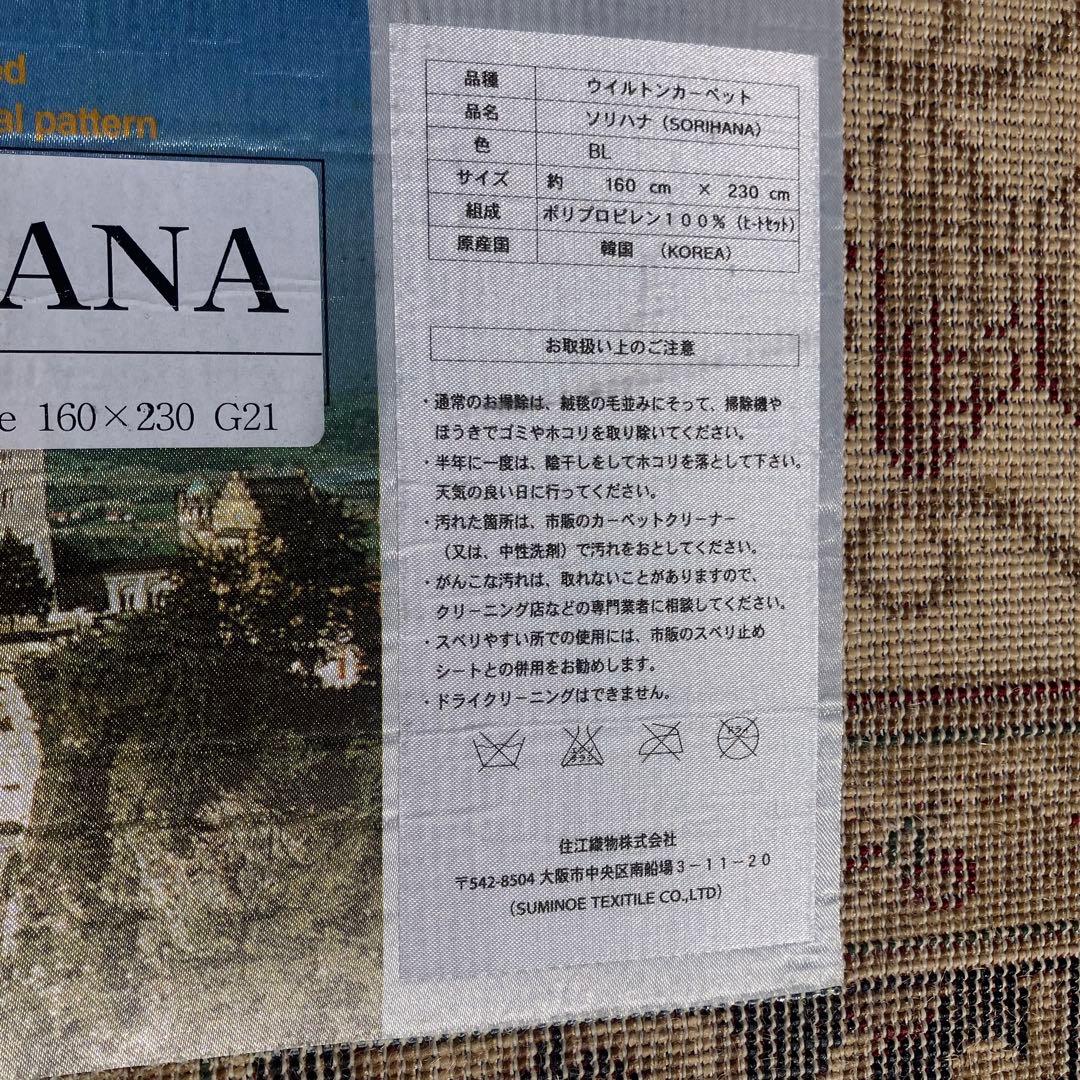 ed
al pattern
ANA
e 160×230 G21
品種 ウイルトンカーペット
品名 ソリハナ（SORIHANA）
色 BL
サイズ 約 160 cm × 230 cm
組成 ポリプロピレン１００％（ﾋｰﾄｾｯﾄ）
原産国 韓国 （KOREA）
お取扱い上のご注意
・通常のお掃除は、絨毯の毛並みにそって、掃除機や
ほうきでゴミやホコリを取り除いてください。
・半年に一度は、陰干しをしてホコリを落として下さい。
天気の良い日に行ってください。
・汚れた箇所は、市販のカーペットクリーナー
（又は、中性洗剤）で汚れをおとしてください。
・がんこな汚れは、取れないことがありますので、
クリーニング店などの専門業者に相談してください。
・スベリやすい所での使用には、市販のスベリ止め
シートとの併用をお勧めします。
・ドライクリーニングはできません。
エンソ サラシ ドライ
住江織物株式会社
〒542-8504 大阪市中央区南船場３－１１－２０
（SUMINOE TEXITILE CO.,LTD）